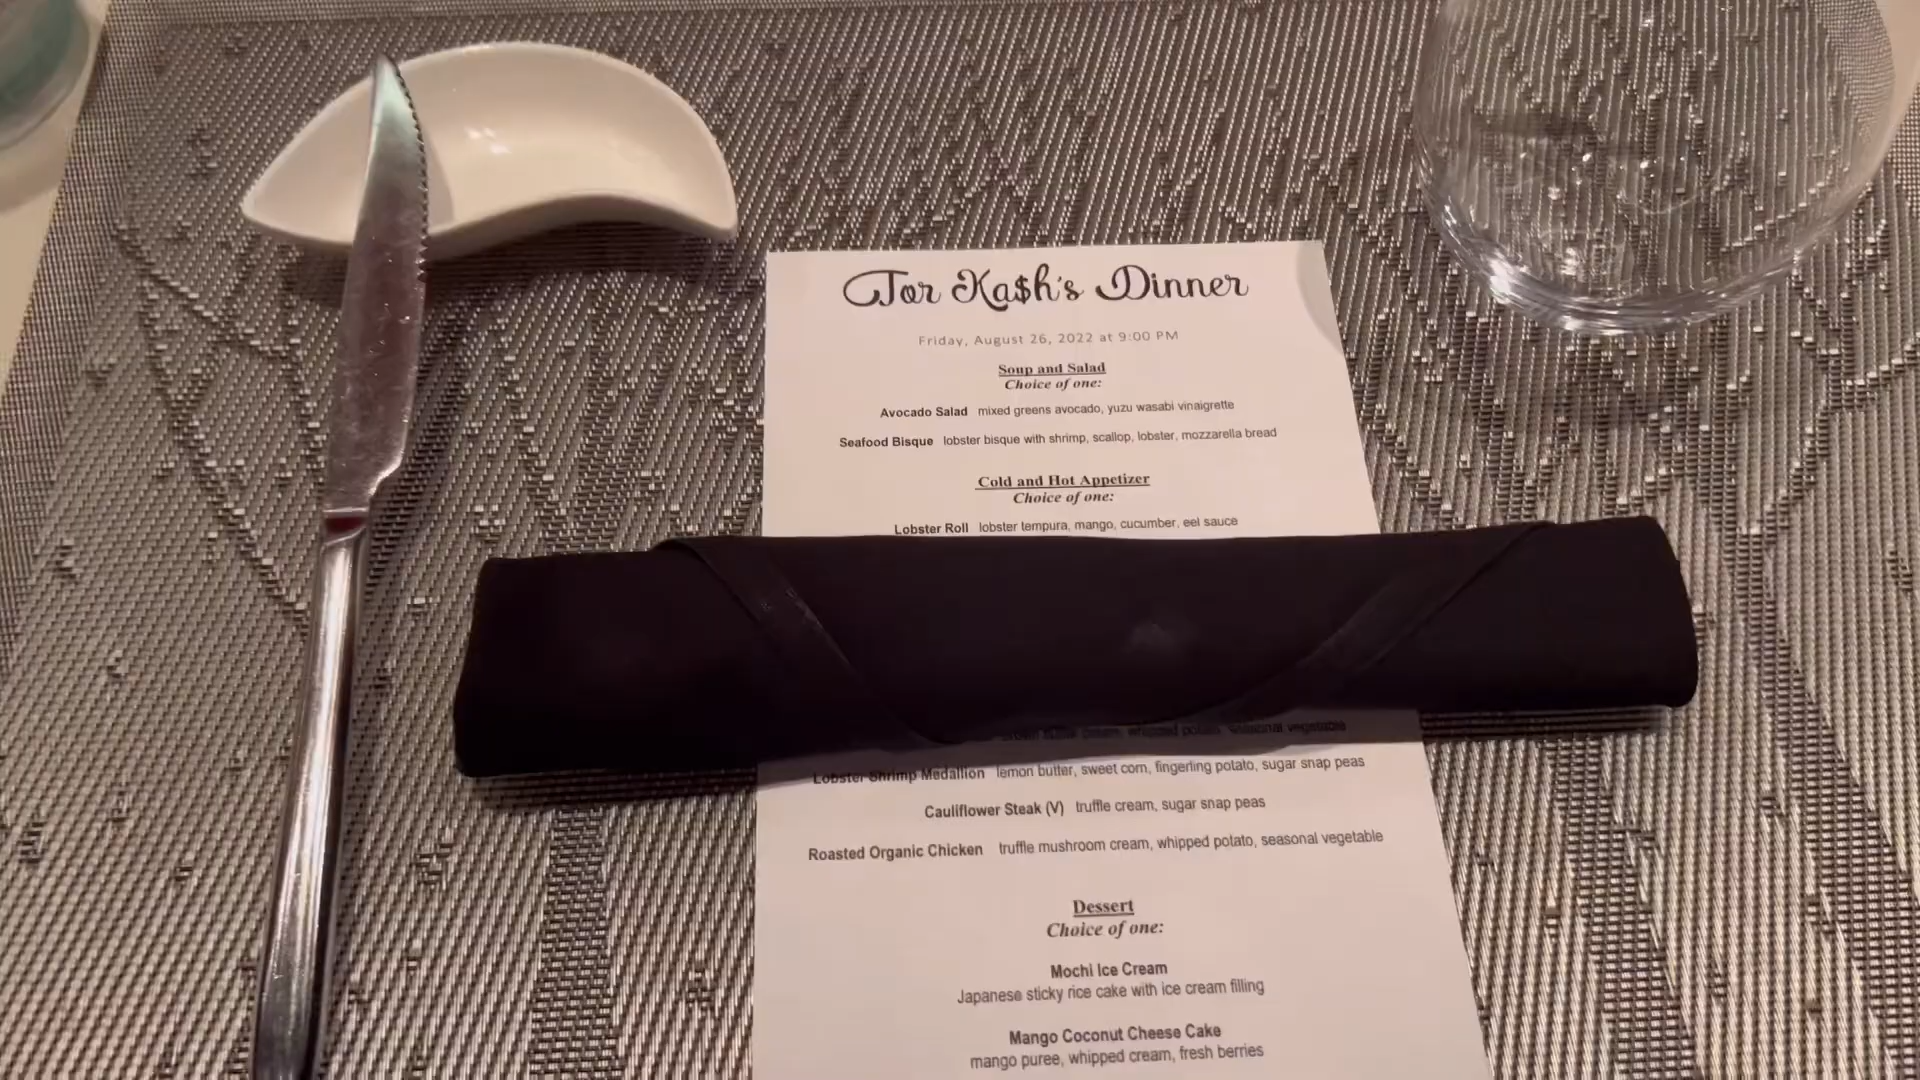 Tor Ka$h's Dinner
Friday, August 26, 2022 at 9:00 PM
Soup and Salad
Choice of one:
Avocado Salad mixed greens avocado, yuzu wasabi vinaigrette
Seafood Bisque lobster bisque with shrimp, scallop, lobster, mozzarella bread
Cold and Hot Appetizer
Choice of one:
Lobster Roll lobster tempura, mango, cucumber, eel sauce
cream, whipped potato, seasonal vegetable
Lobster Shrimp Medallion lemon butter, sweet corn, fingerling potato, sugar snap peas
Cauliflower Steak (V) truffle cream, sugar snap peas
Roasted Organic Chicken truffle mushroom cream, whipped potato, seasonal vegetable
Dessert
Choice of one:
Mochi Ice Cream
Japanese sticky rice cake with ice cream filling
Mango Coconut Cheese Cake
mango puree, whipped cream, fresh berries